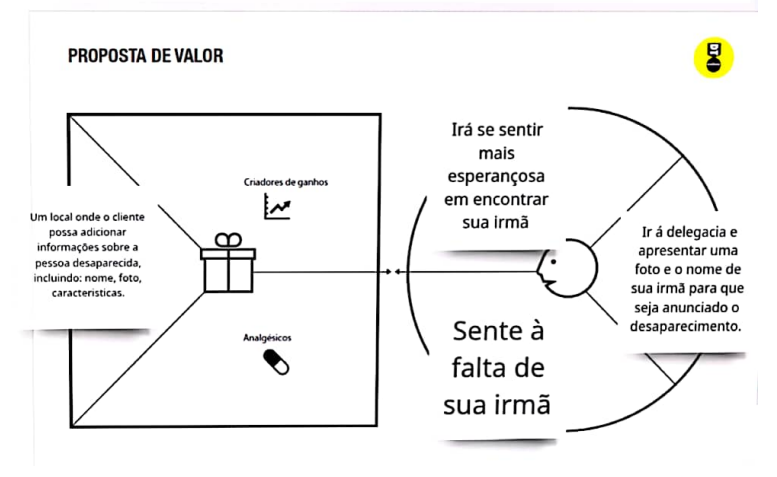 PROPOSTA DE VALOR
Um local onde o cliente
possa adicionar
informações sobre a
pessoa desaparecida,
incluindo: nome, foto,
caracteristicas.
Criadores de ganhos
Analgésicos
Irá se sentir
mais
esperançosa
em encontrar
sua irmã
Sente à
falta de
sua irmã
Ir á delegacia e
apresentar uma
foto e o nome de
sua irmã para que
seja anunciado o
desaparecimento.